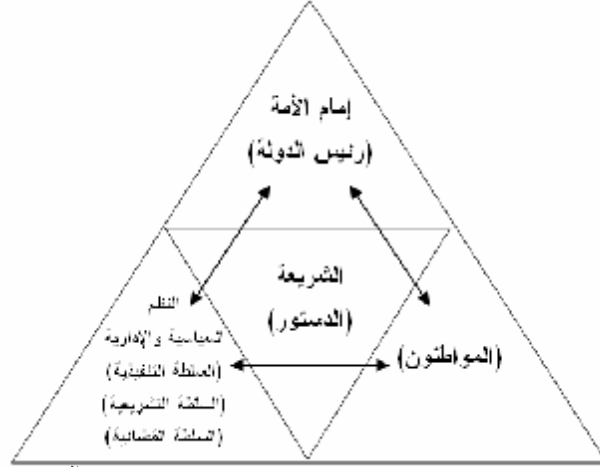 إمام الأمة
(رئيس الدولة)
الشريعة
(الدستور)
النظم
السياسية والإدارية
(السلطة التنفيذية)
(السلطة التشريعية)
(السلطة القضائية)
(المواطنون)